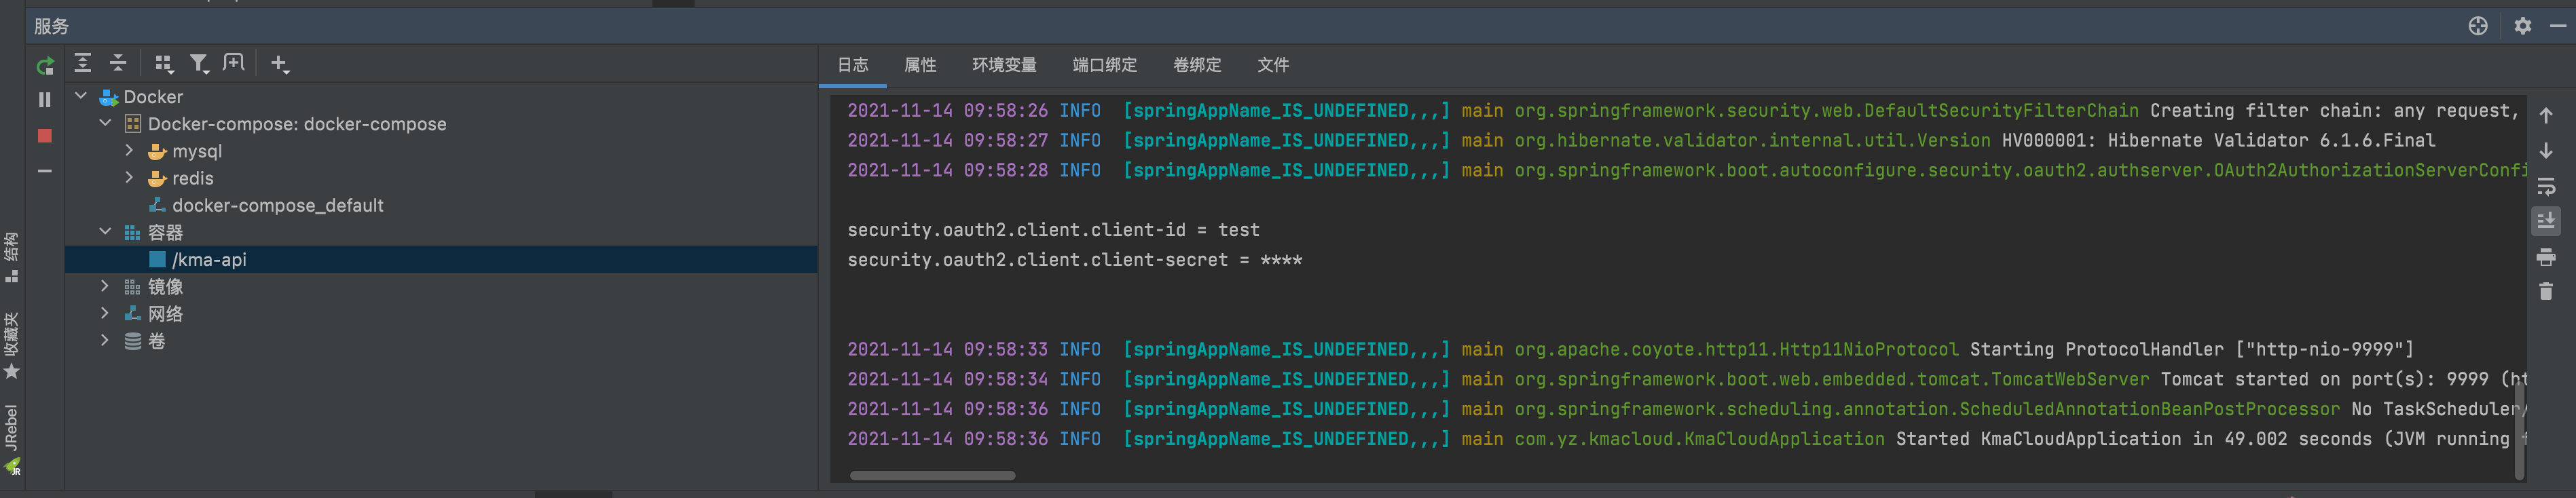 服务
Docker
Docker-compose: docker-compose
mysql
redis
docker-compose_default
容器
/kma-api
镜像
网络
卷
结构
收藏夹
JRebel
JR
日志 属性 环境变量 端口绑定 卷绑定 文件
2021-11-14 09:58:26 INFO [springAppName_IS_UNDEFINED,,,] main org.springframework.security.web.DefaultSecurityFilterChain Creating filter chain: any request,
2021-11-14 09:58:27 INFO [springAppName_IS_UNDEFINED,,,] main org.hibernate.validator.internal.util.Version HV000001: Hibernate Validator 6.1.6.Final
2021-11-14 09:58:28 INFO [springAppName_IS_UNDEFINED,,,] main org.springframework.boot.autoconfigure.security.oauth2.authserver.OAuth2AuthorizationServerConfi
security.oauth2.client.client-id = test
security.oauth2.client.client-secret = ****
2021-11-14 09:58:33 INFO [springAppName_IS_UNDEFINED,,,] main org.apache.coyote.http11.Http11NioProtocol Starting ProtocolHandler ["http-nio-9999"]
2021-11-14 09:58:34 INFO [springAppName_IS_UNDEFINED,,,] main org.springframework.boot.web.embedded.tomcat.TomcatWebServer Tomcat started on port(s): 9999 (ht
2021-11-14 09:58:36 INFO [springAppName_IS_UNDEFINED,,,] main org.springframework.scheduling.annotation.ScheduledAnnotationBeanPostProcessor No TaskScheduler/
2021-11-14 09:58:36 INFO [springAppName_IS_UNDEFINED,,,] main com.yz.kmacloud.KmaCloudApplication Started KmaCloudApplication in 49.002 seconds (JVM running f